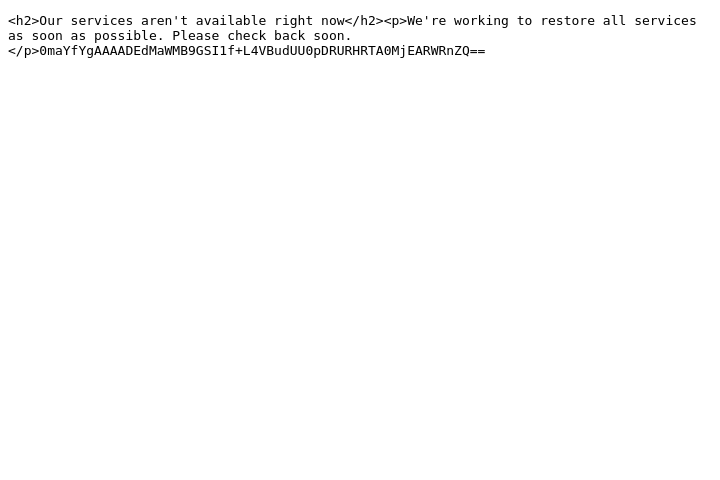 <h2>Our services aren't available right now</h2><p>We're working to restore all services
as soon as possible. Please check back soon.
</p>0maYfYgAAAADEdMaWMB9GSI1f+L4VBudUU0pDRURHRTA0MjEARWRnZQ==